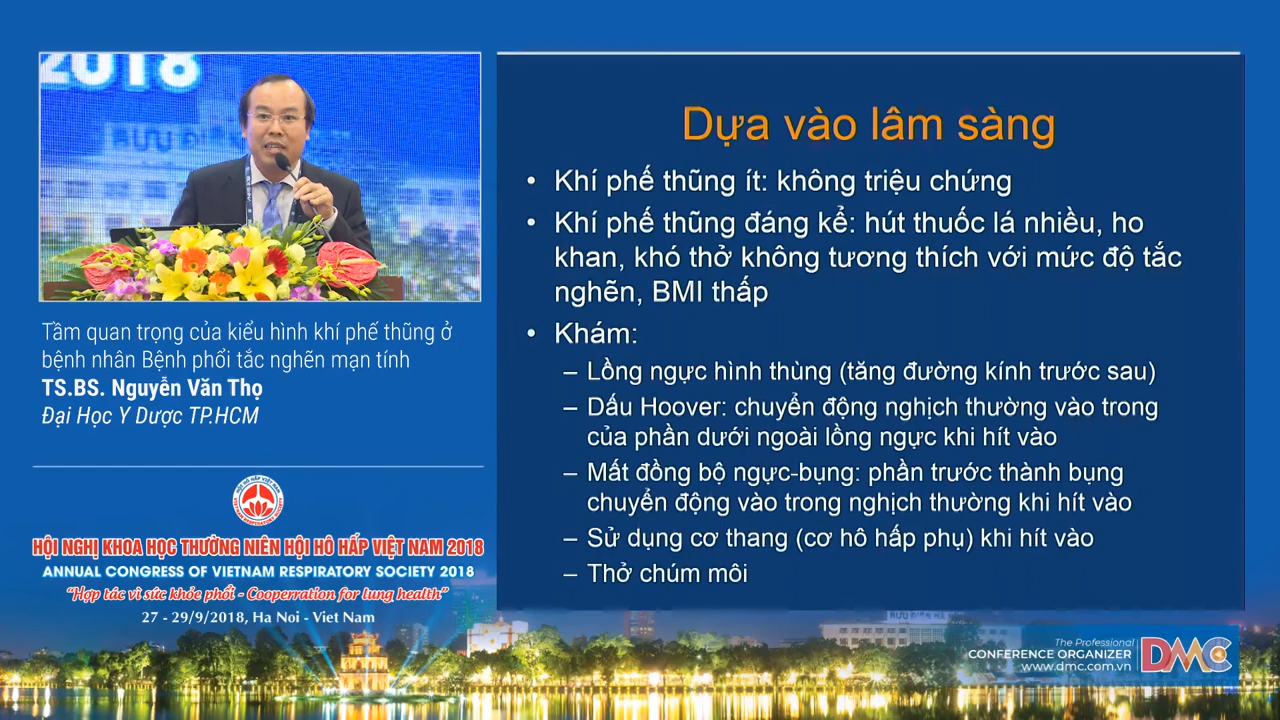 2018
BƯU ĐIỆN
Tầm quan trọng của kiểu hình khí phế thũng ở
bệnh nhân Bệnh phổi tắc nghẽn mạn tính
TS.BS. Nguyễn Văn Thọ
Đại Học Y Dược TP.HCM
HỘI NGHỊ KHOA HỌC THƯỜNG NIÊN HỘI HÔ HẤP VIỆT NAM 2018
ANNUAL CONGRESS OF VIETNAM RESPIRATORY SOCIETY 2018
“Hợp tác vì sức khỏe phổi - Cooperration for lung health”
27 - 29/9/2018, Ha Noi - Viet Nam
Dựa vào lâm sàng
• Khí phế thũng ít: không triệu chứng
• Khí phế thũng đáng kể: hút thuốc lá nhiều, ho
khan, khó thở không tương thích với mức độ tắc
nghẽn, BMI thấp
• Khám:
– Lồng ngực hình thùng (tăng đường kính trước sau)
– Dấu Hoover: chuyển động nghịch thường vào trong
của phần dưới ngoài lồng ngực khi hít vào
– Mất đồng bộ ngực-bụng: phần trước thành bụng
chuyển động vào trong nghịch thường khi hít vào
– Sử dụng cơ thang (cơ hô hấp phụ) khi hít vào
– Thở chúm môi
The Professional
CONFERENCE ORGANIZER
www.dmc.com.vn
DMC